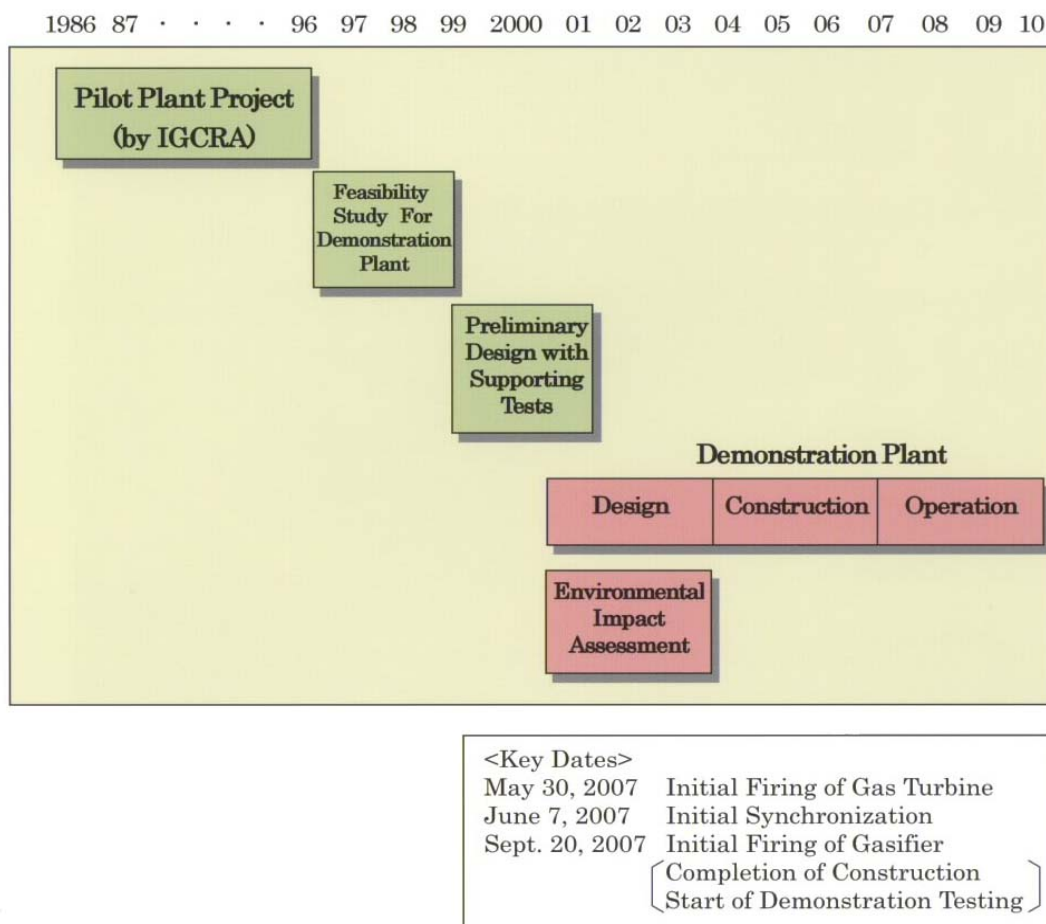 1986 87 · · · 96 97 98 99 2000 01 02 03 04 05 06 07 08 09 10
Pilot Plant Project
(by IGCRA)
Feasibility
Study For
Demonstration
Plant
Preliminary
Design with
Supporting
Tests
Demonstration Plant
Design Construction Operation
Environmental
Impact
Assessment
<Key Dates>
May 30, 2007 Initial Firing of Gas Turbine
June 7, 2007 Initial Synchronization
Sept. 20, 2007 Initial Firing of Gasifier
Completion of Construction
Start of Demonstration Testing